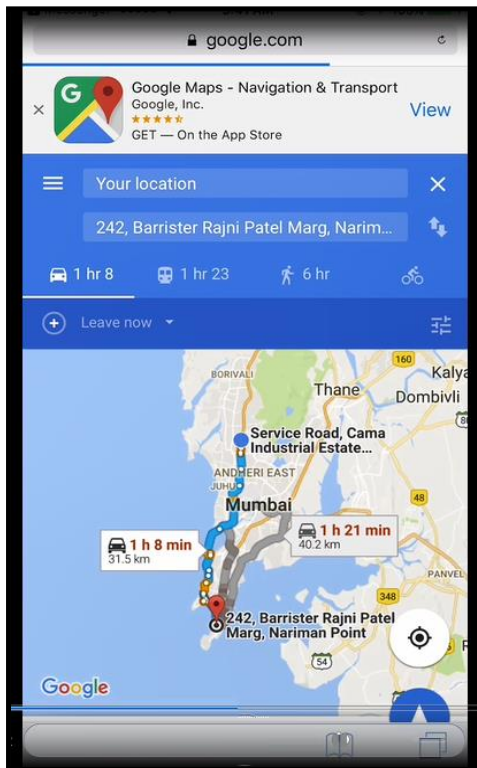 google.com
Google Maps - Navigation & Transport
Google, Inc.
GET — On the App Store
View
G
Your location
242, Barrister Rajni Patel Marg, Narim...
1 hr 8
1 hr 23
6 hr
Leave now
BORIVALI
160
Kalya
Thane
Dombivli
Service Road, Cama
Industrial Estate...
ANDHERI EAST
JUHU
Mumbai
48
1 h 8 min
31.5 km
1 h 21 min
40.2 km
PANVEL
348
242, Barrister Rajni Patel
Marg, Nariman Point
54
Google